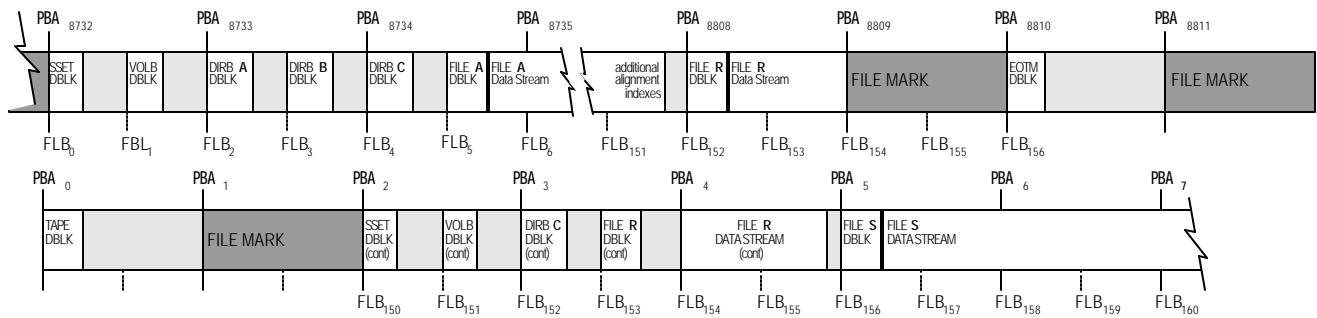 PBA 8732 PBA 8733 PBA 8734 PBA 8735 PBA 8808 PBA 8809 PBA 8810 PBA 8811
SSET DBLK
VOLB DBLK
DIRB A DBLK
DIRB B DBLK
DIRB C DBLK
FILE A DBLK
FILE A Data Stream
additional alignment indexes
FILE R DBLK
FILE R Data Stream
FILE MARK
EOTM DBLK
FILE MARK
FLB0 FBL1 FLB2 FLB3 FLB4 FLB5 FLB6 FLB151 FLB152 FLB153 FLB154 FLB155 FLB156
PBA 0 PBA 1 PBA 2 PBA 3 PBA 4 PBA 5 PBA 6 PBA 7
TAPE DBLK
FILE MARK
SSET DBLK (cont)
VOLB DBLK (cont)
DIRB C DBLK (cont)
FILE R DBLK (cont)
FILE R DATA STREAM (cont)
FILE S DBLK
FILE S DATA STREAM
FLB150 FLB151 FLB152 FLB153 FLB154 FLB155 FLB156 FLB157 FLB158 FLB159 FLB160